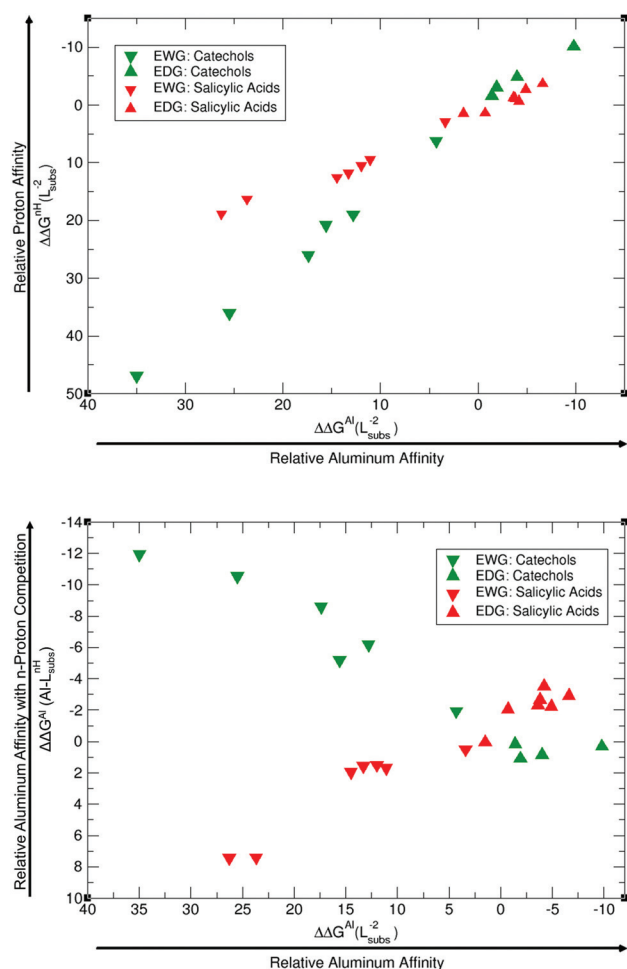 -10
0
10
20
30
40
50
Relative Proton Affinity
ΔΔG^nH(L^-2_subs)
EWG: Catechols
EDG: Catechols
EWG: Salicylic Acids
EDG: Salicylic Acids
40 30 20 10 0 -10
ΔΔG^Al(L^-2_subs)
Relative Aluminum Affinity
-14
-12
-10
-8
-6
-4
-2
0
2
4
6
8
10
Relative Aluminum Affinity with n-Proton Competition
ΔΔG^Al(Al-L^nH_subs)
EWG: Catechols
EDG: Catechols
EWG: Salicylic Acids
EDG: Salicylic Acids
40 35 30 25 20 15 10 5 0 -5 -10
ΔΔG^Al(L^-2_subs)
Relative Aluminum Affinity